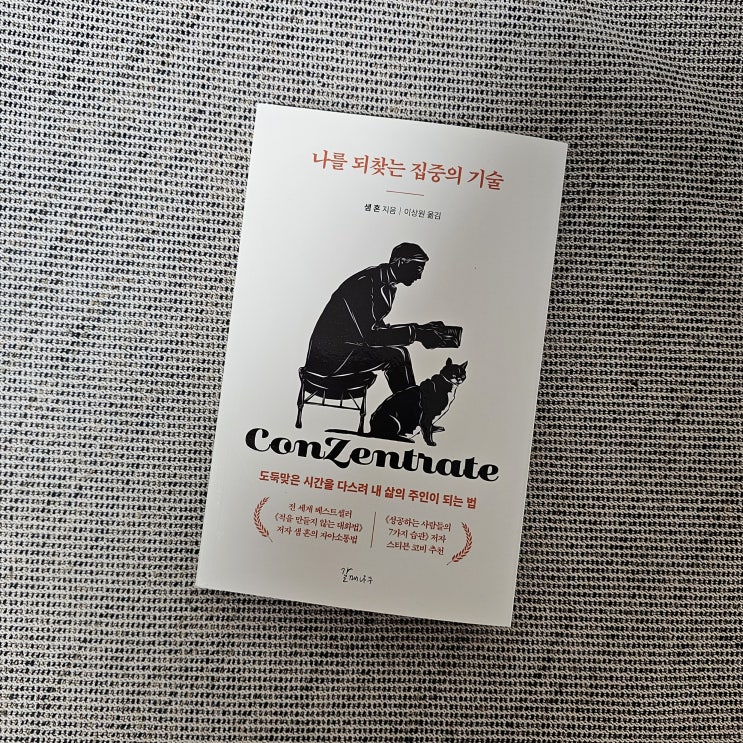 나를 되찾는 집중의 기술
샘 혼 지음 | 이상원 옮김
ConZentrate
도둑맞은 시간을 다스려 내 삶의 주인이 되는 법
전 세계 베스트셀러
《적을 만들지 않는 대화법》
저자 샘 혼의 자아소통법
《성공하는 사람들의
7가지 습관》 저자
스티븐 코비 추천
갈매나무